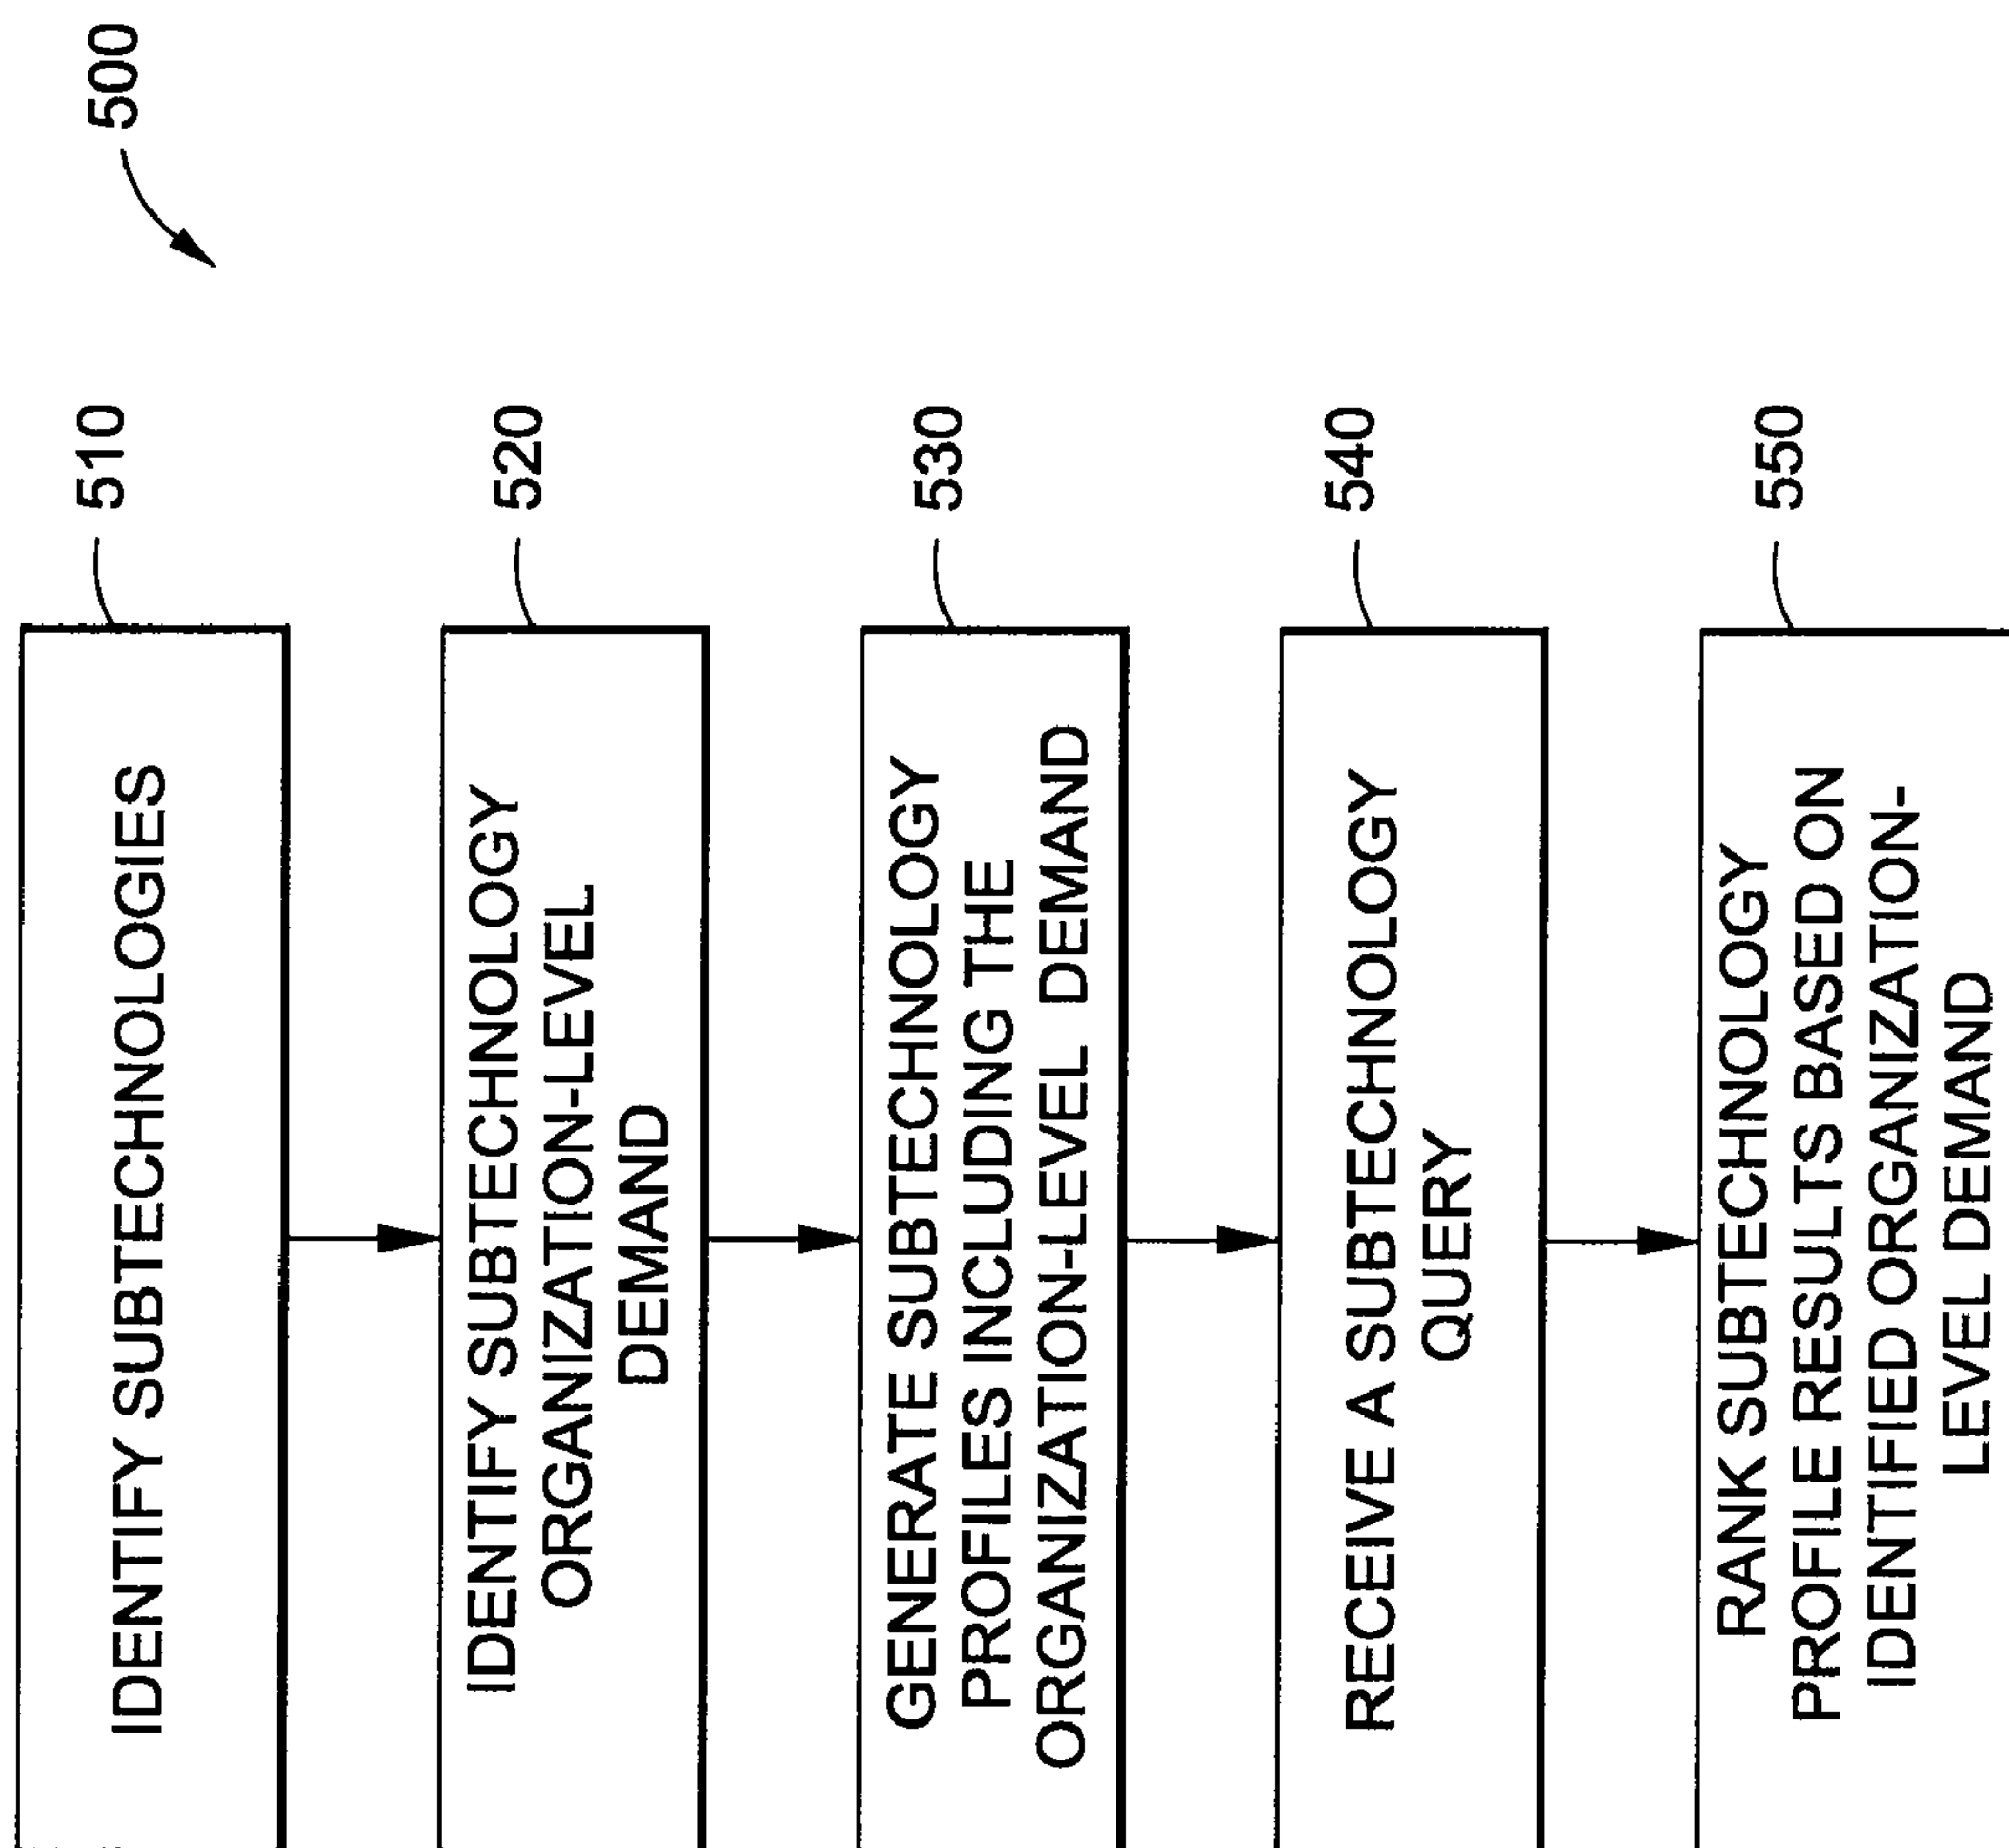 500
510
IDENTIFY SUBTECHNOLOGIES
520
IDENTIFY SUBTECHNOLOGY
ORGANIZATION-LEVEL
DEMAND
530
GENERATE SUBTECHNOLOGY
PROFILES INCLUDING THE
ORGANIZATION-LEVEL DEMAND
540
RECEIVE A SUBTECHNOLOGY
QUERY
550
RANK SUBTECHNOLOGY
PROFILE RESULTS BASED ON
IDENTIFIED ORGANIZATION-
LEVEL DEMAND